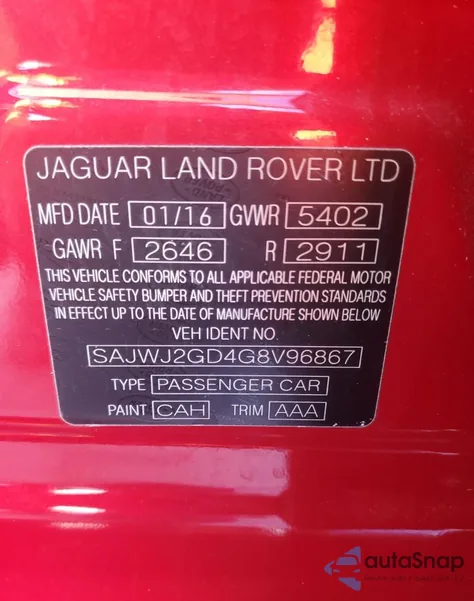 JAGUAR LAND ROVER LTD
MFD DATE 01/16 GWR 5402
GAWR F 2646 R 2911
THIS VEHICLE CONFORMS TO ALL APPLICABLE FEDERAL MOTOR
VEHICLE SAFETY BUMPER AND THEFT PREVENTION STANDARDS
IN EFFECT UP TO THE DATE OF MANUFACTURE SHOWN BELOW
VEH IDENT NO.
SAJWJ2GD4G8V96867
TYPE PASSENGER CAR
PAINT CAH TRIM AAA
autaSnap